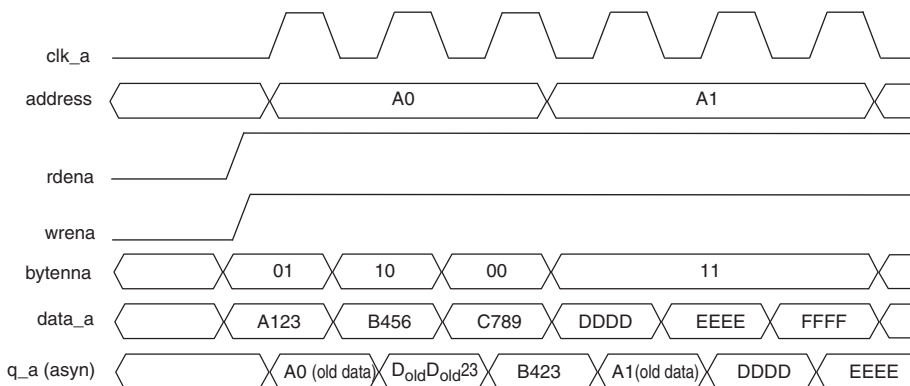 clk_a
address A0 A1
rdena
wrena
bytenna 01 10 00 11
data_a A123 B456 C789 DDDD EEEE FFFF
q_a (asyn) A0 (old data) DoldDold23 B423 A1(old data) DDDD EEEE